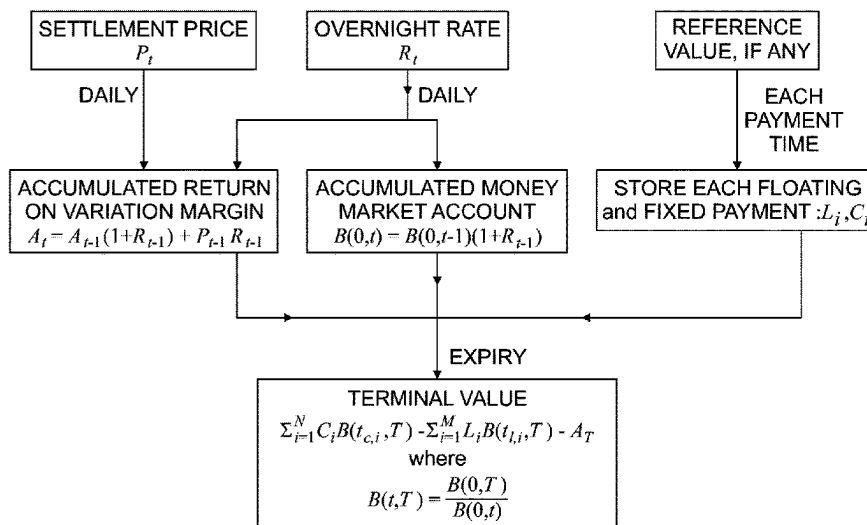 SETTLEMENT PRICE
P_t
OVERNIGHT RATE
R_t
REFERENCE
VALUE, IF ANY
DAILY
DAILY
EACH
PAYMENT
TIME
ACCUMULATED RETURN
ON VARIATION MARGIN
A_t = A_{t-1}(1+R_{t-1}) + P_{t-1} R_{t-1}
ACCUMULATED MONEY
MARKET ACCOUNT
B(0,t) = B(0,t-1)(1+R_{t-1})
STORE EACH FLOATING
and FIXED PAYMENT :L_i, C_i
EXPIRY
TERMINAL VALUE
Σ_{i=1}^N C_i B(t_{c,i},T) -Σ_{i=1}^M L_i B(t_{l,i},T) - A_T
where
B(t,T) = B(0,T)/B(0,t)